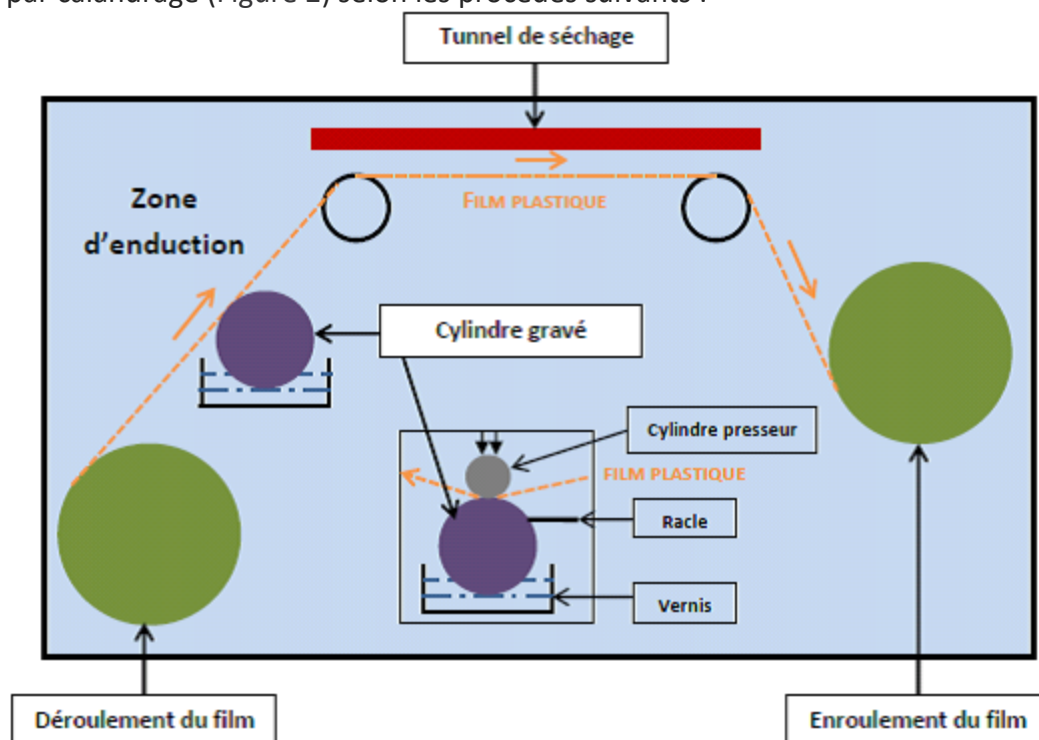 par calandrage (Figure 2) selon les procédés suivants :
Tunnel de séchage
Zone
d'enduction
FILM PLASTIQUE
Cylindre gravé
Cylindre presseur
FILM PLASTIQUE
Racle
Vernis
Déroulement du film
Enroulement du film